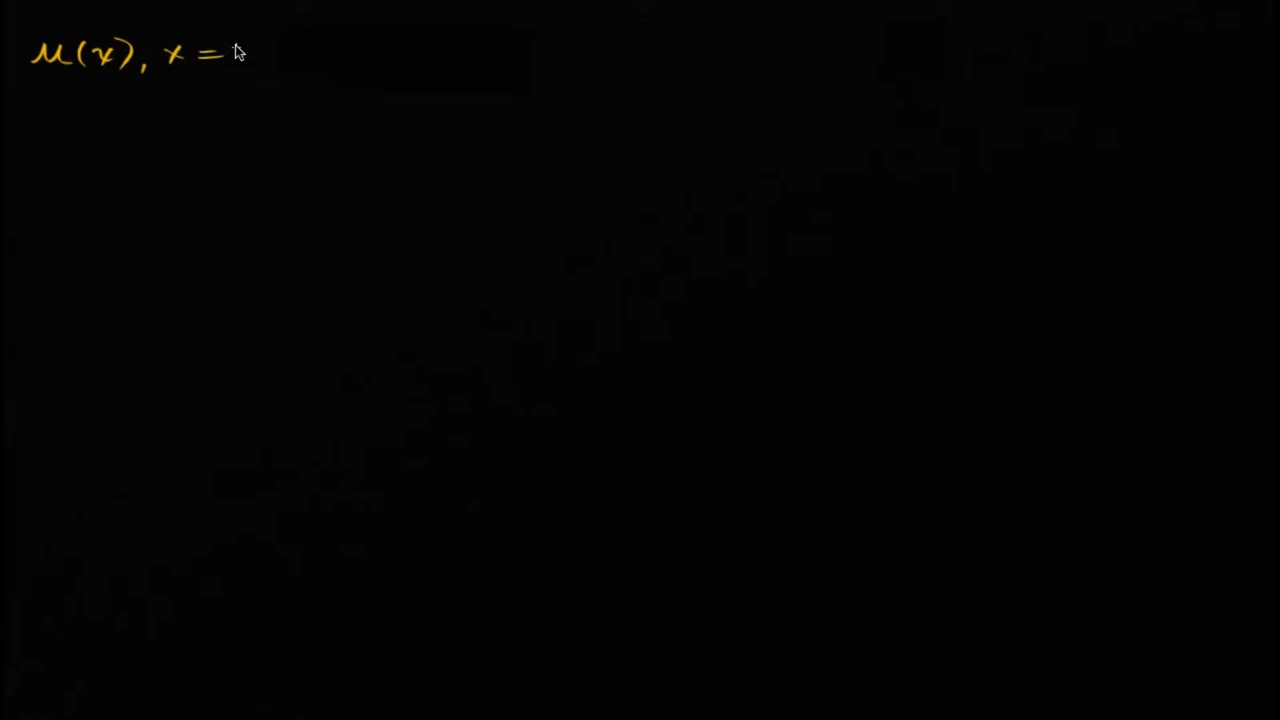 u(x), x =